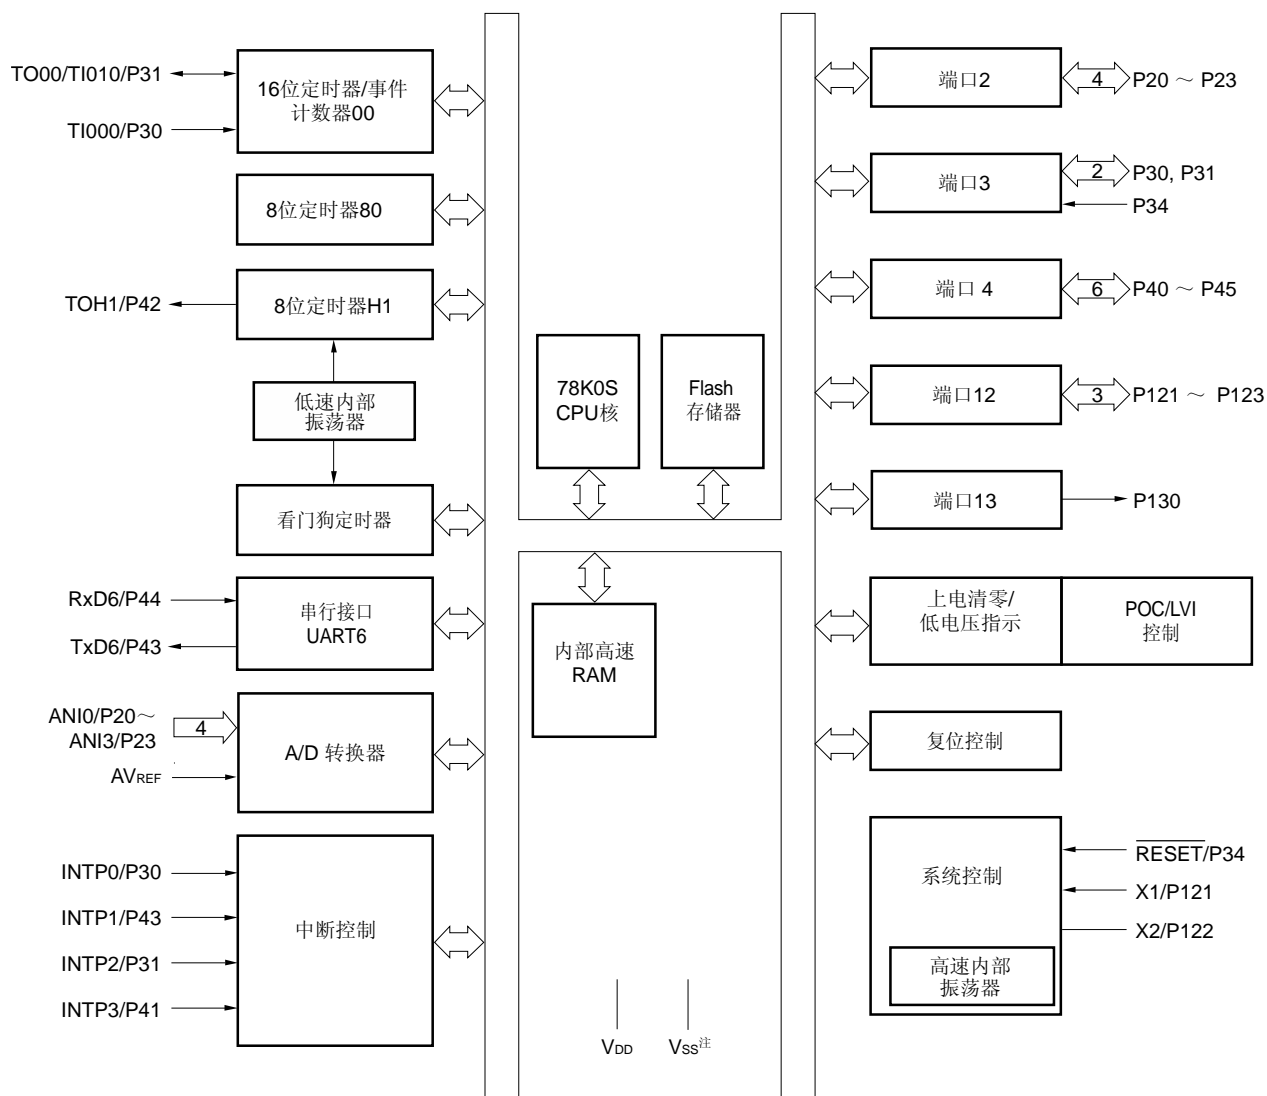 TO00/TI010/P31
TI000/P30
16位定时器/事件
计数器00
8位定时器80
TOH1/P42
8位定时器H1
低速内部
振荡器
看门狗定时器
RxD6/P44
TxD6/P43
串行接口
UART6
ANI0/P20～
ANI3/P23
4
AVREF
A/D 转换器
INTP0/P30
INTP1/P43
INTP2/P31
INTP3/P41
中断控制
78K0S
CPU核
Flash
存储器
内部高速
RAM
VDD
VSS注
端口2
4
P20 ～ P23
端口3
2
P30, P31
P34
端口 4
6
P40 ～ P45
端口12
3
P121 ～ P123
端口13
P130
上电清零/
低电压指示
POC/LVI
控制
复位控制
系统控制
RESET/P34
X1/P121
X2/P122
高速内部
振荡器